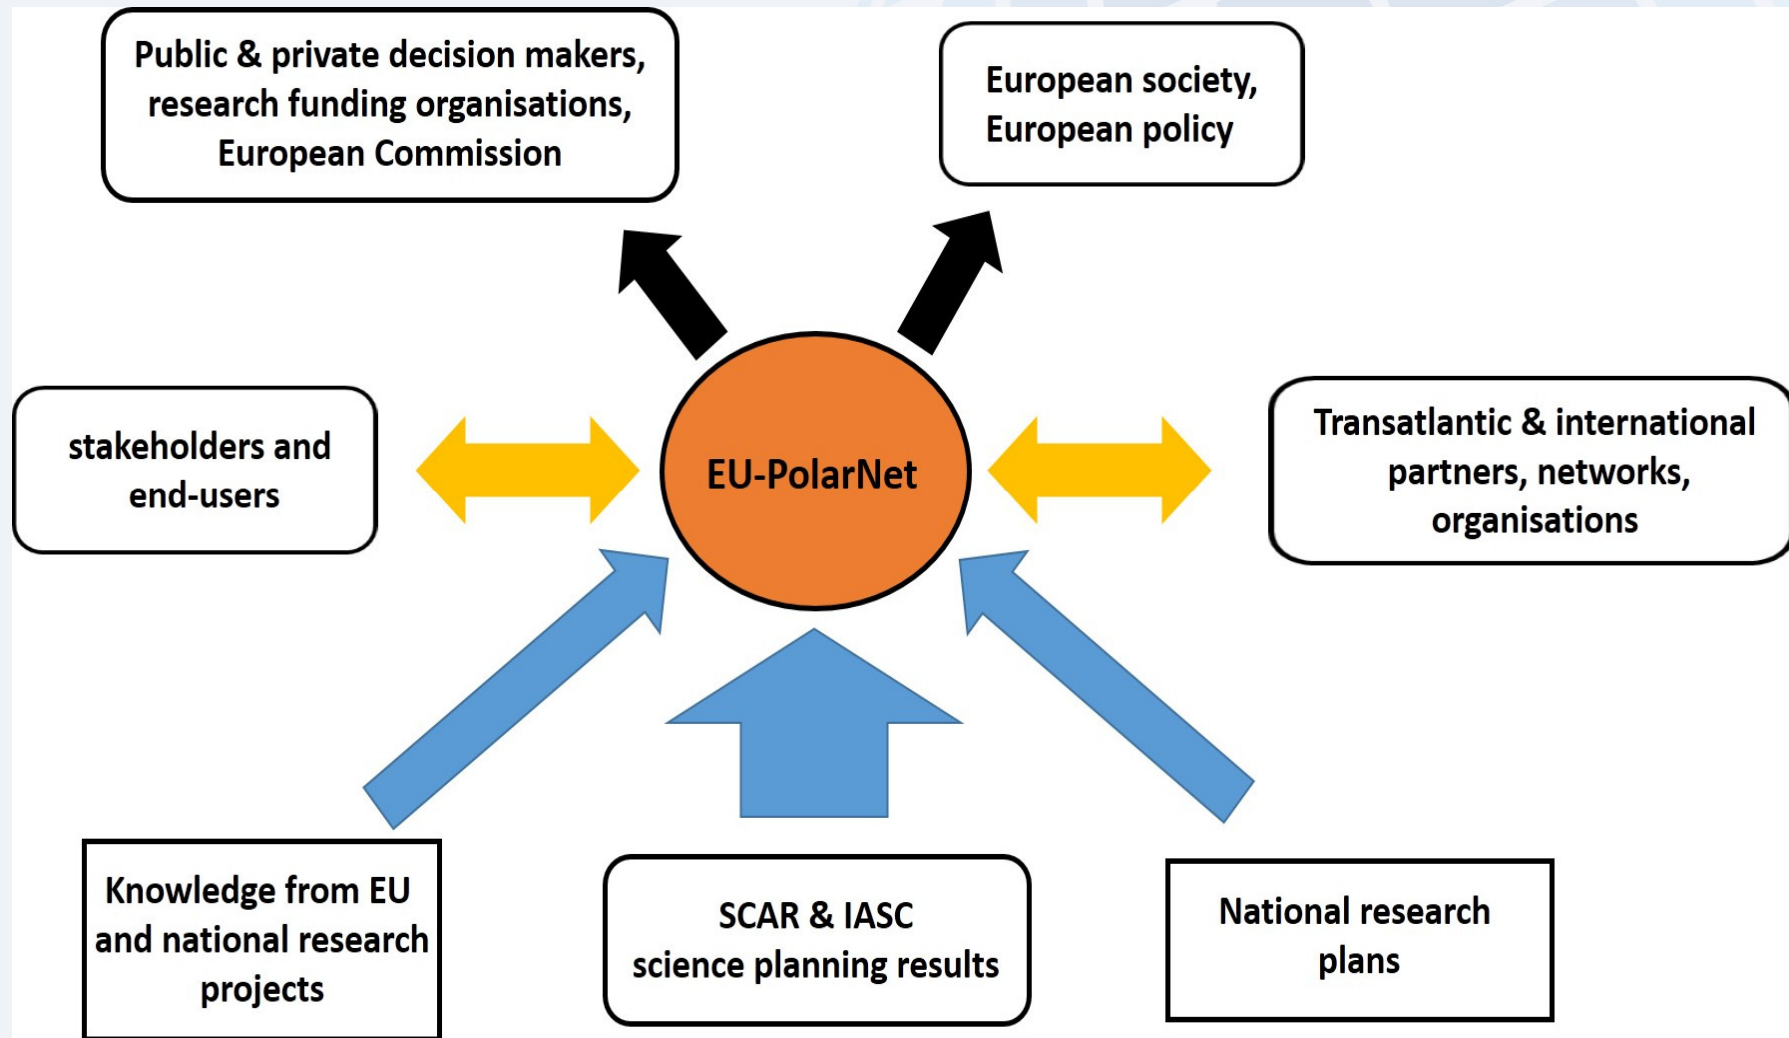 Public & private decision makers,
research funding organisations,
European Commission
European society,
European policy
stakeholders and
end-users
EU-PolarNet
Transatlantic & international
partners, networks,
organisations
Knowledge from EU
and national research
projects
SCAR & IASC
science planning results
National research
plans